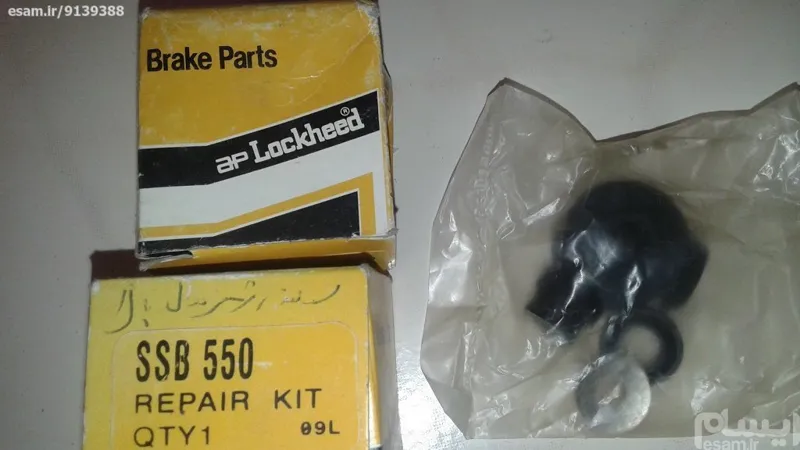 esam.ir/9139388
Brake Parts
AP Lockheed®
SSB 550
REPAIR KIT
QTY1 09L
ایسام
esam.ir